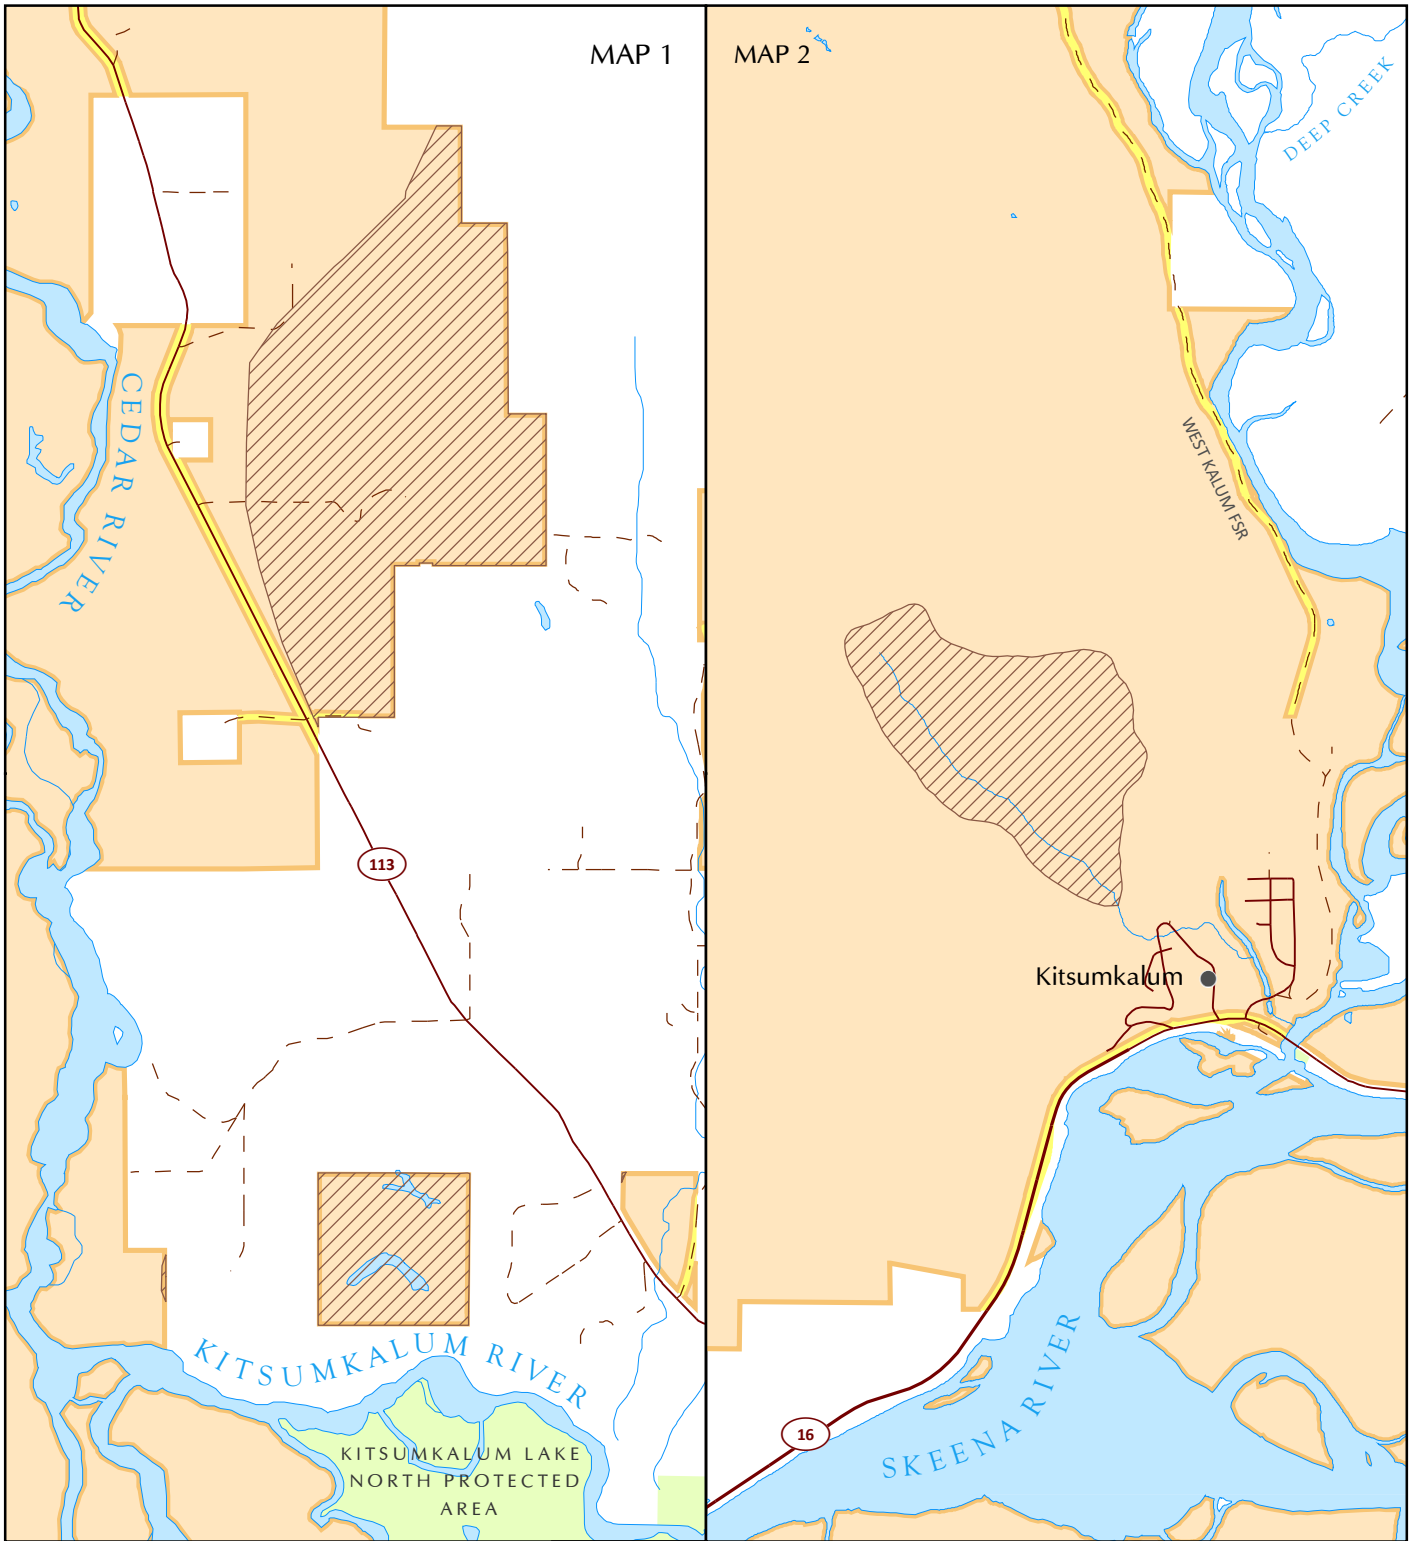 MAP 1
CEDAR RIVER
113
KITSUMKALUM RIVER
KITSUMKALUM LAKE
NORTH PROTECTED
AREA
MAP 2
DEEP CREEK
WEST KALUM FSR
Kitsumkalum
16
SKEENA RIVER